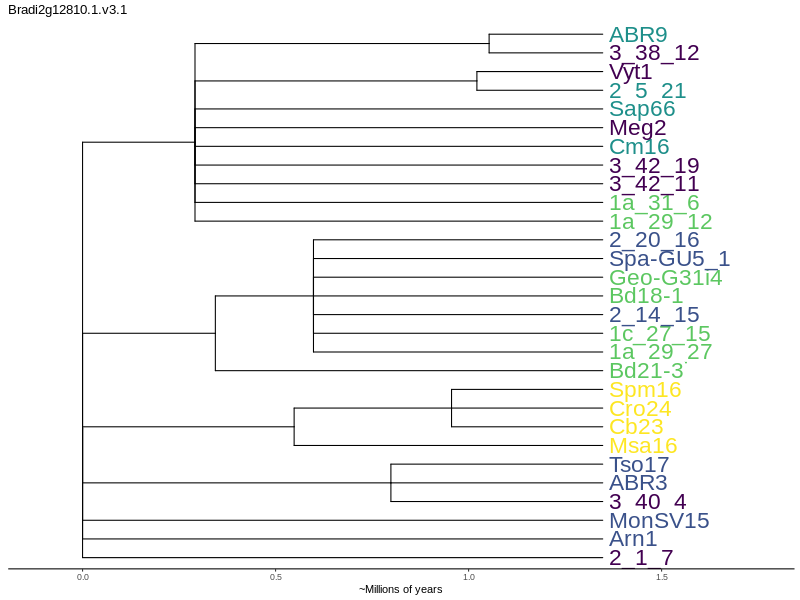 Bradi2g12810.1.v3.1
ABR9
3_38_12
Vyt1
2_5_21
Sap66
Meg2
Cm16
3_42_19
3_42_11
1a_31_6
1a_29_12
2_20_16
Spa-GU5_1
Geo-G31i4
Bd18-1
2_14_15
1c_27_15
1a_29_27
Bd21-3
Spm16
Cro24
Cb23
Msa16
Tso17
ABR3
3_40_4
MonSV15
Arn1
2_1_7
0.0 0.5 1.0 1.5
~Millions of years